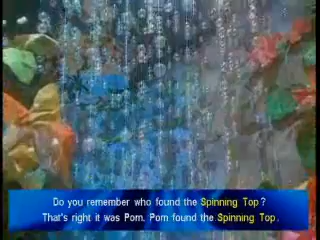 Do you remember who found the Spinning Top?
That's right it was Pom. Pom found the Spinning Top.